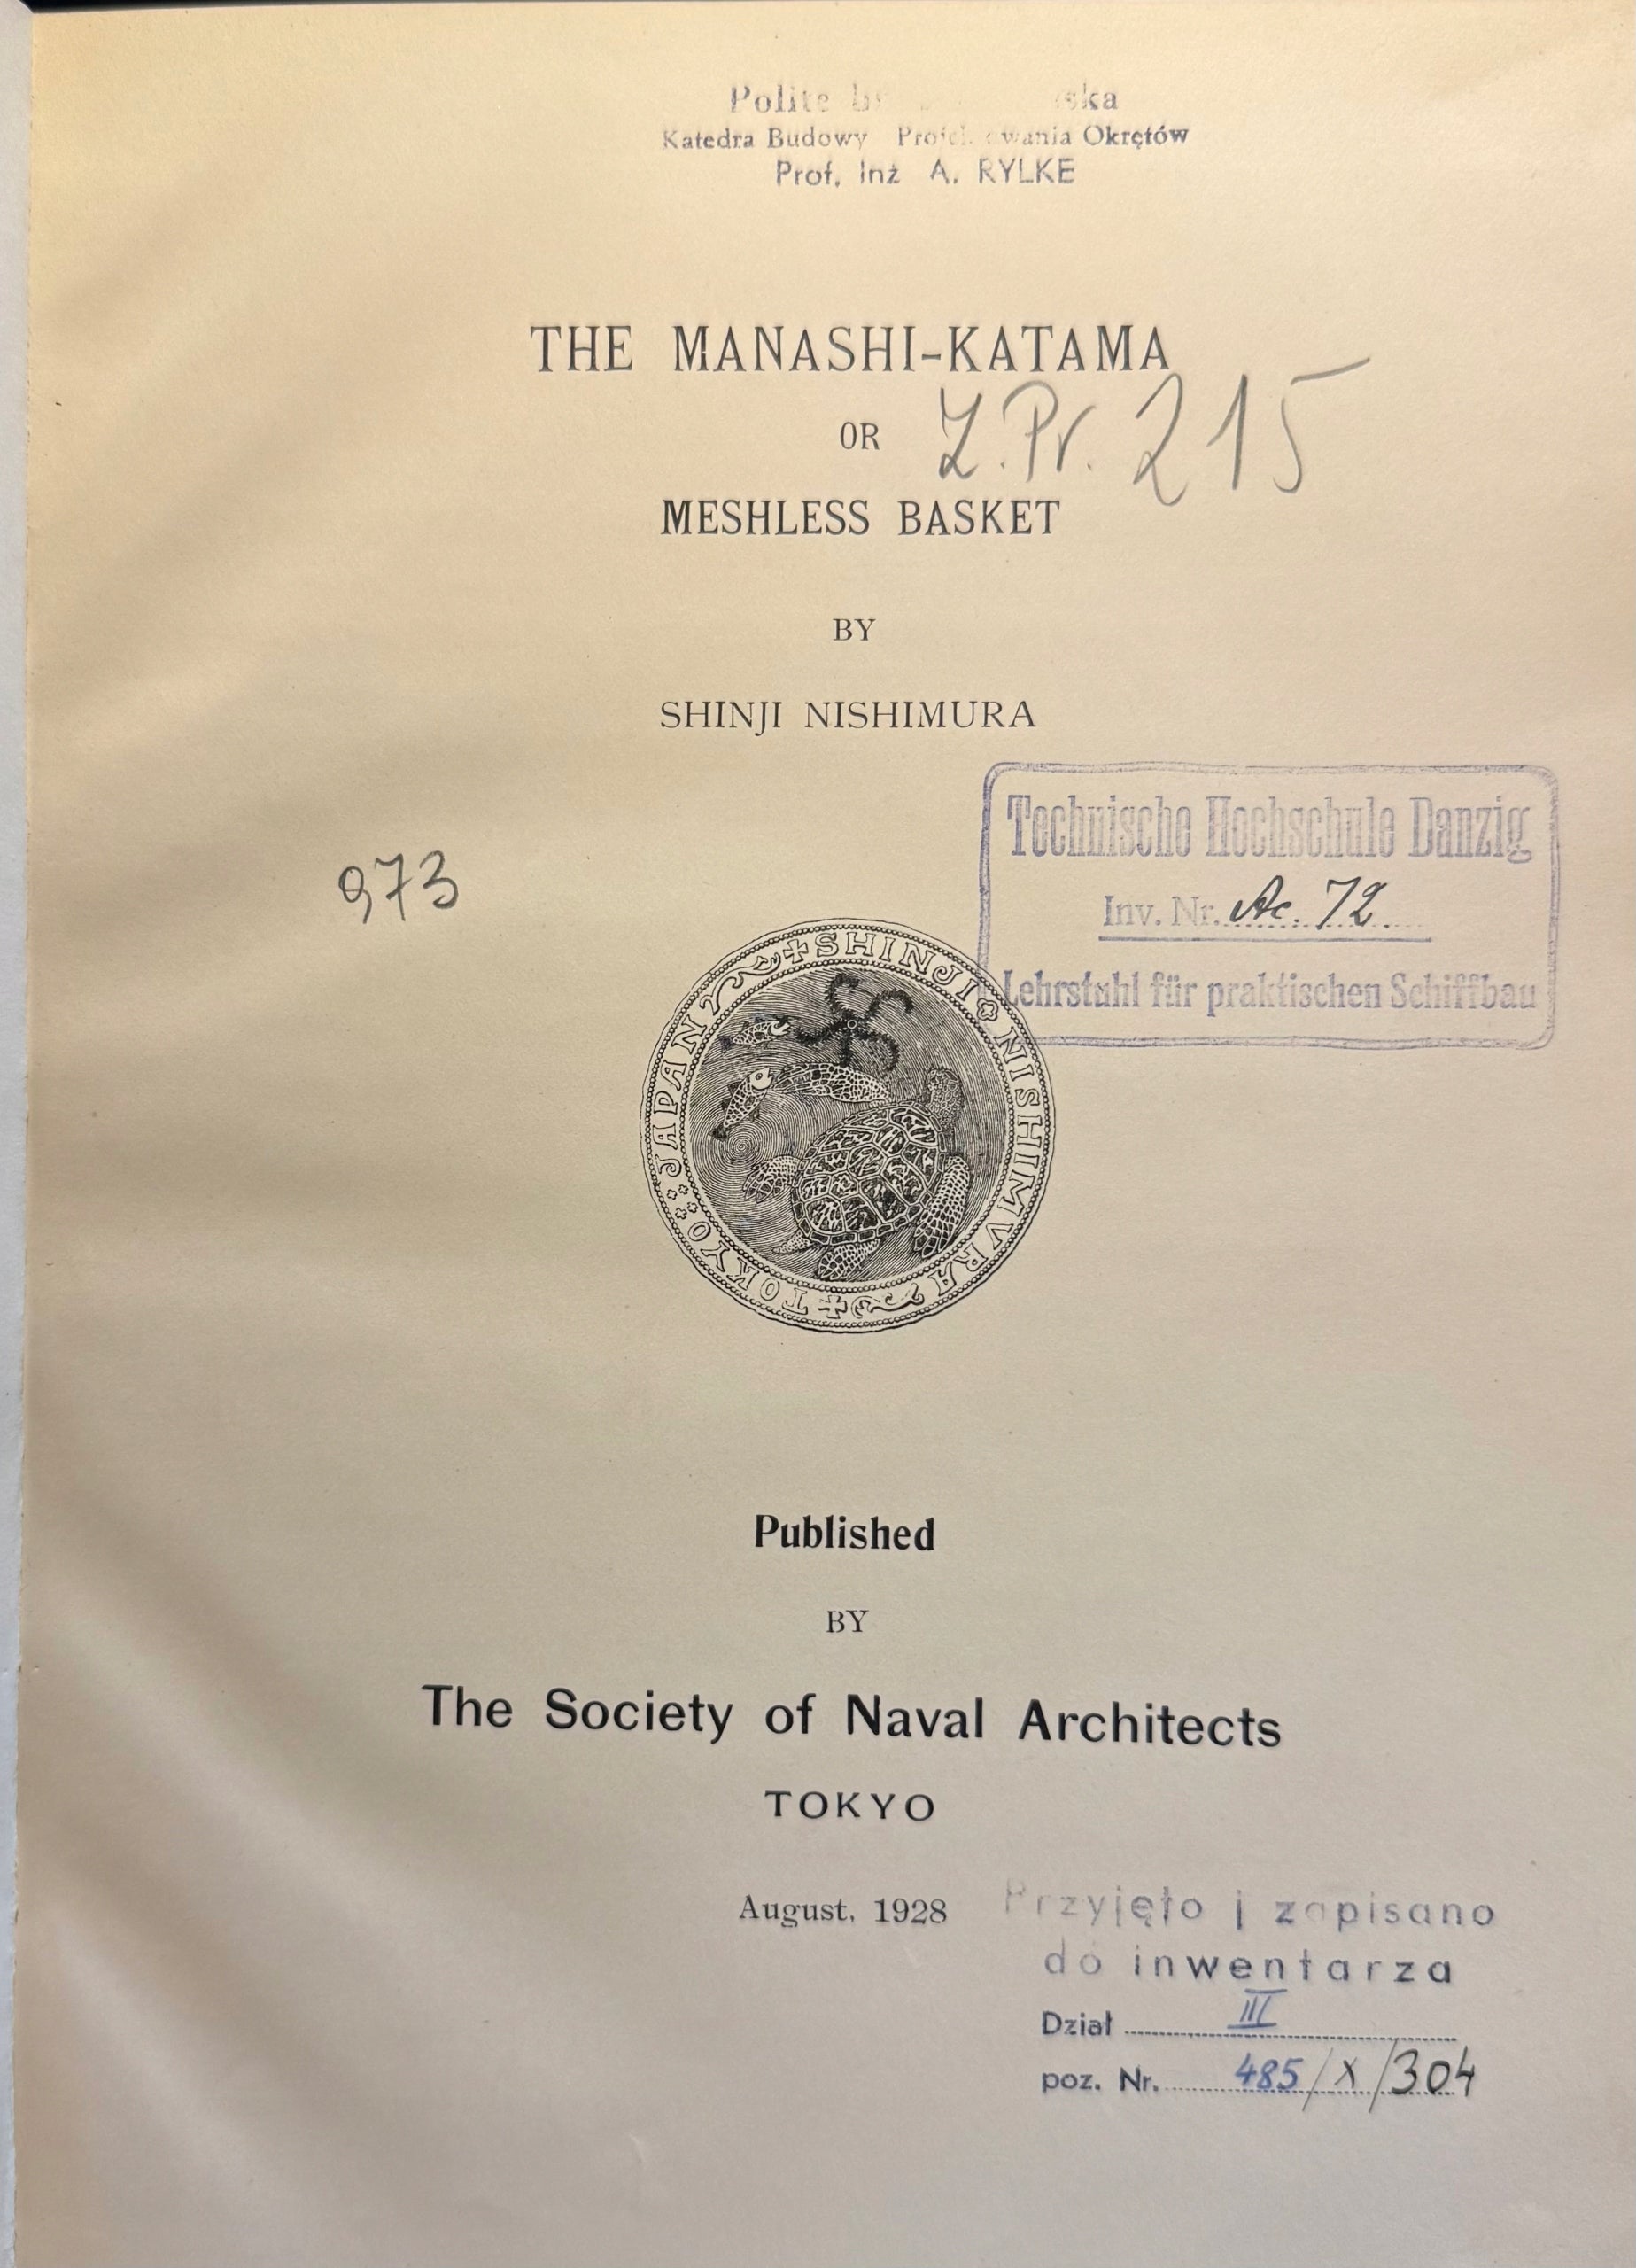 Katedra Budowy Okrętów
Prof. Inż A. RYLKE
THE MANASHI-KATAMA
OR
Z. Pr. 215
MESHLESS BASKET
BY
SHINJI NISHIMURA
Technische Hochschule Danzig
973
Inv. Nr. Ac. 72.
Lehrstuhl für praktischen Schiffbau
SHINJI NISHIMVRA
TOKYO JAPAN
Published
BY
The Society of Naval Architects
TOKYO
August, 1928
Przyjęto i zapisano
do inwentarza
Dział III
poz. Nr. 485/X/304